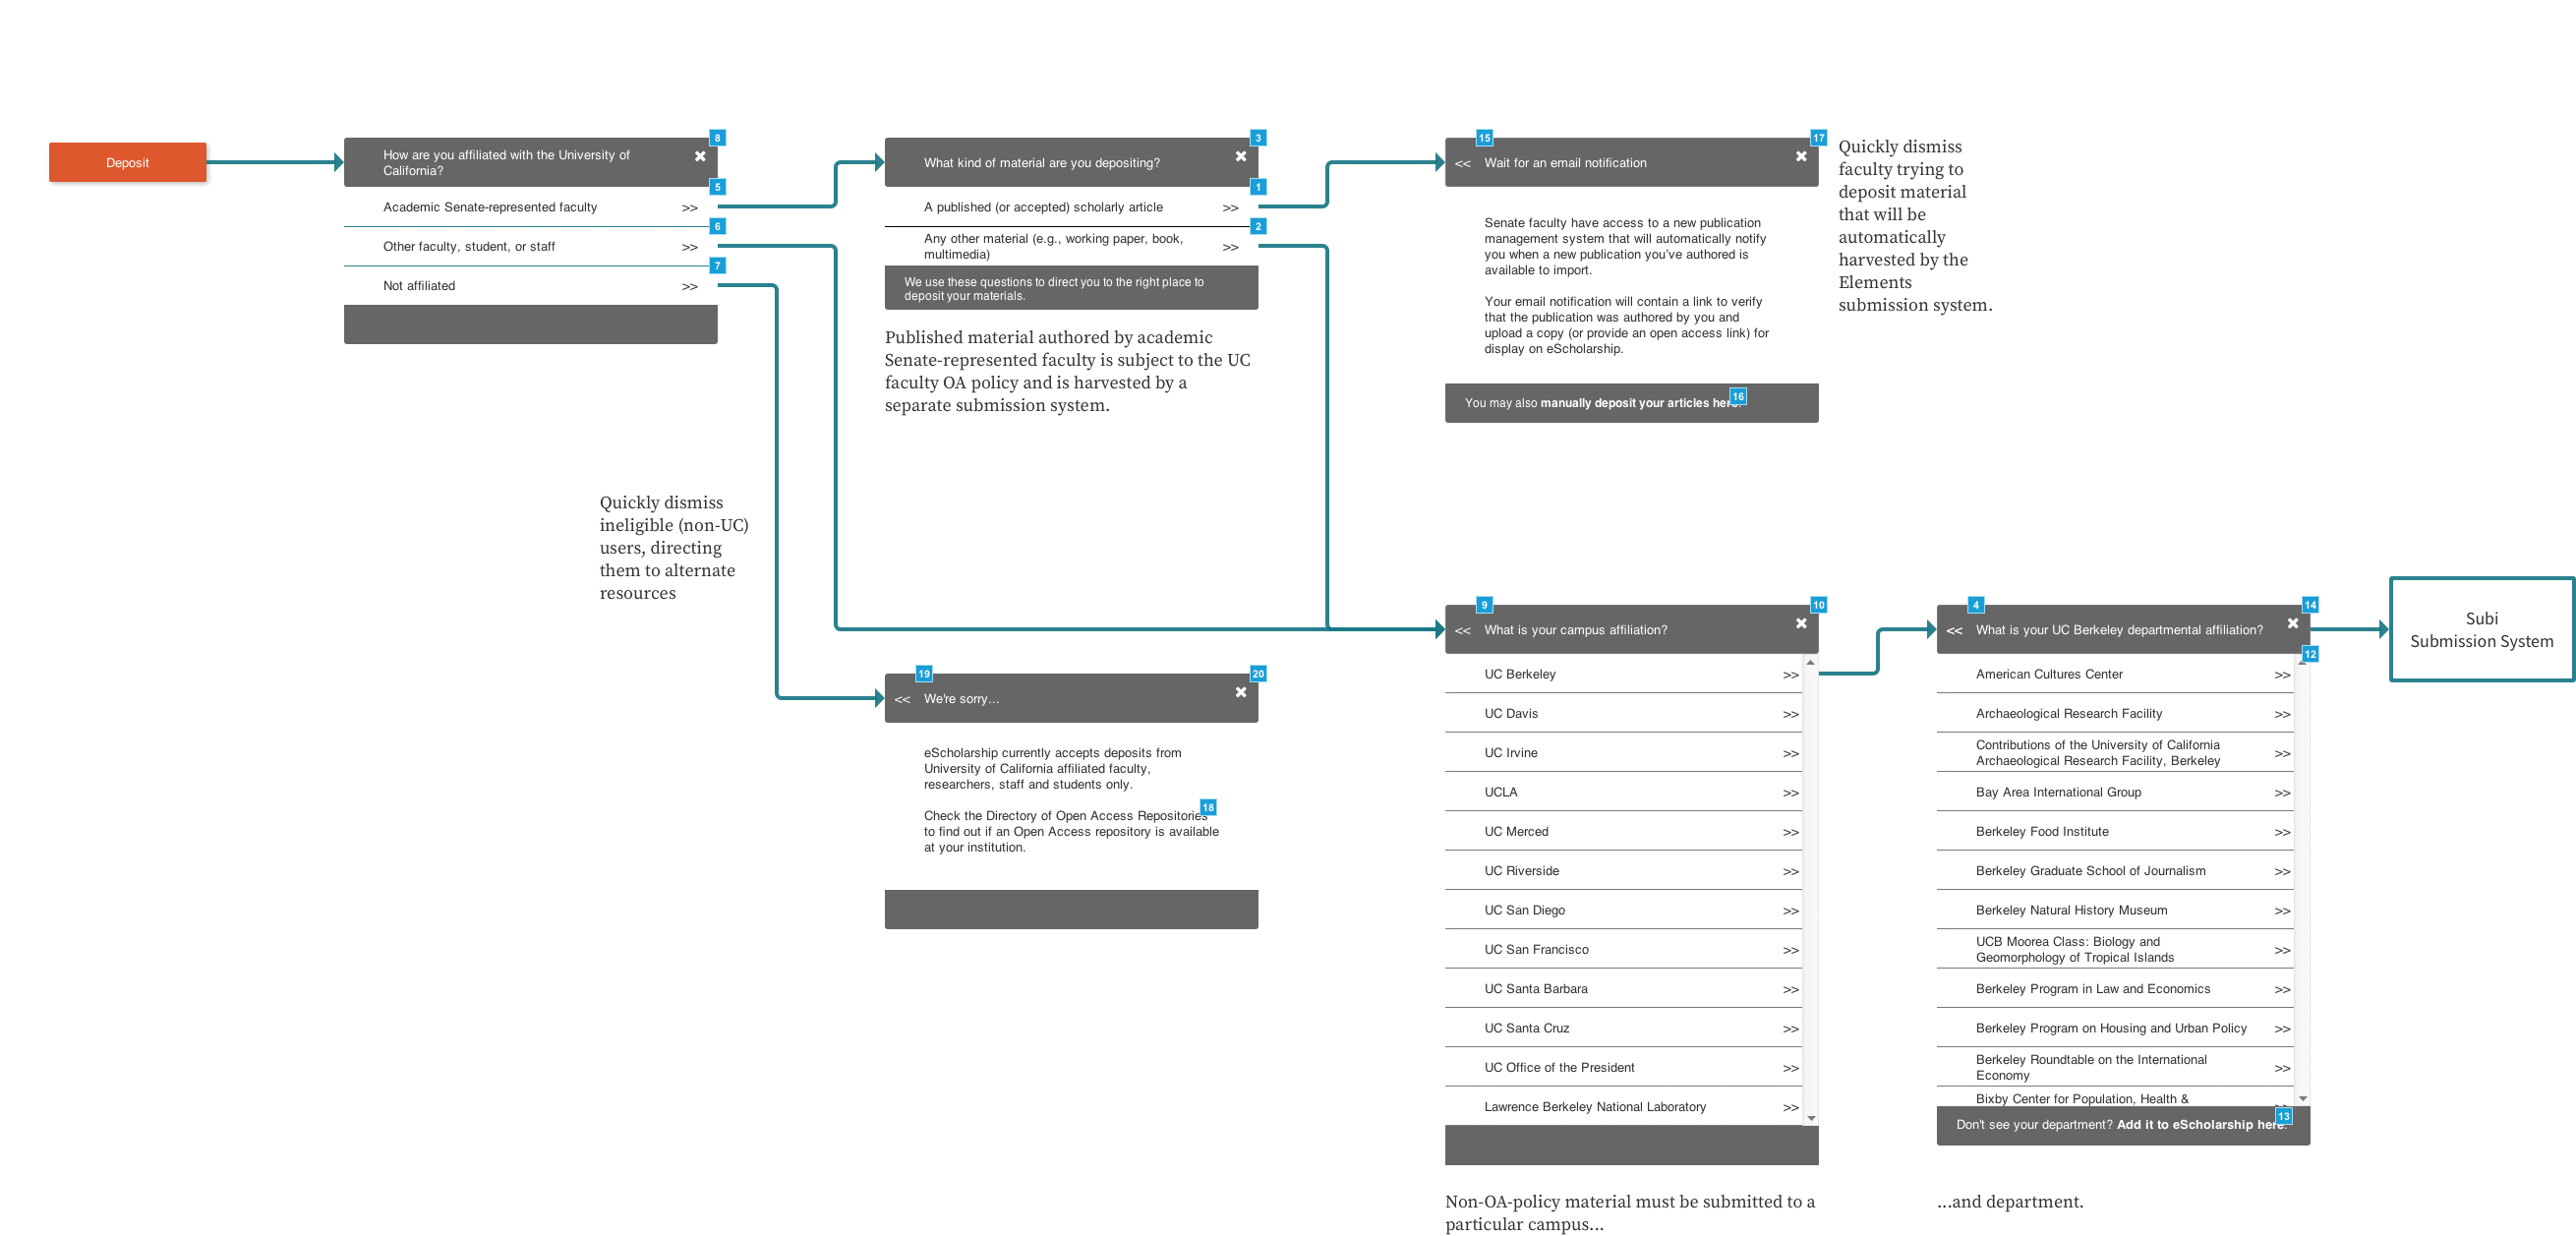 Deposit
8
How are you affiliated with the University of
California?
✖
5
Academic Senate-represented faculty >>
6
Other faculty, student, or staff >>
7
Not affiliated >>
Quickly dismiss
ineligible (non-UC)
users, directing
them to alternate
resources
3
What kind of material are you depositing?
✖
1
A published (or accepted) scholarly article >>
2
Any other material (e.g., working paper, book,
multimedia) >>
We use these questions to direct you to the right place to
deposit your materials.
Published material authored by academic
Senate-represented faculty is subject to the UC
faculty OA policy and is harvested by a
separate submission system.
15
17
<< Wait for an email notification
✖
Senate faculty have access to a new publication
management system that will automatically notify
you when a new publication you've authored is
available to import.
Your email notification will contain a link to verify
that the publication was authored by you and
upload a copy (or provide an open access link) for
display on eScholarship.
16
You may also manually deposit your articles here.
Quickly dismiss
faculty trying to
deposit material
that will be
automatically
harvested by the
Elements
submission system.
19
20
<< We're sorry...
✖
eScholarship currently accepts deposits from
University of California affiliated faculty,
researchers, staff and students only.
18
Check the Directory of Open Access Repositories
to find out if an Open Access repository is available
at your institution.
9
10
<< What is your campus affiliation?
✖
UC Berkeley >>
UC Davis >>
UC Irvine >>
UCLA >>
UC Merced >>
UC Riverside >>
UC San Diego >>
UC San Francisco >>
UC Santa Barbara >>
UC Santa Cruz >>
UC Office of the President >>
Lawrence Berkeley National Laboratory >>
Non-OA-policy material must be submitted to a
particular campus...
4
14
<< What is your UC Berkeley departmental affiliation?
✖
12
American Cultures Center >>
Archaeological Research Facility >>
Contributions of the University of California
Archaeological Research Facility, Berkeley >>
Bay Area International Group >>
Berkeley Food Institute >>
Berkeley Graduate School of Journalism >>
Berkeley Natural History Museum >>
UCB Moorea Class: Biology and
Geomorphology of Tropical Islands >>
Berkeley Program in Law and Economics >>
Berkeley Program on Housing and Urban Policy >>
Berkeley Roundtable on the International
Economy >>
Bixby Center for Population, Health &
13
Don't see your department? Add it to eScholarship here.
...and department.
Subi
Submission System